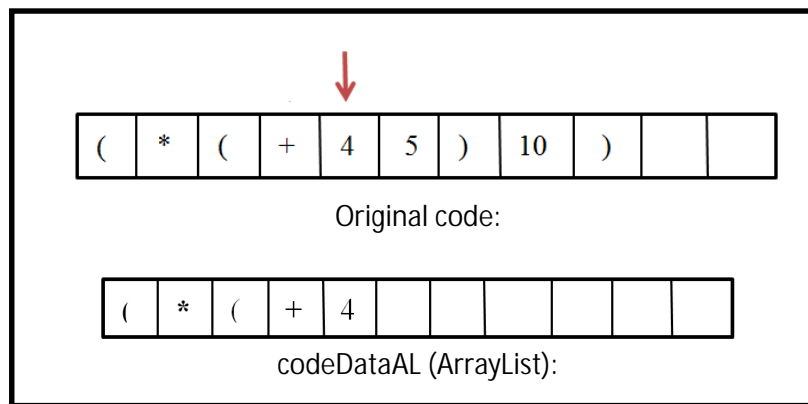 ( * ( + 4 5 ) 10 )
Original code:
( * ( + 4
codeDataAL (ArrayList):